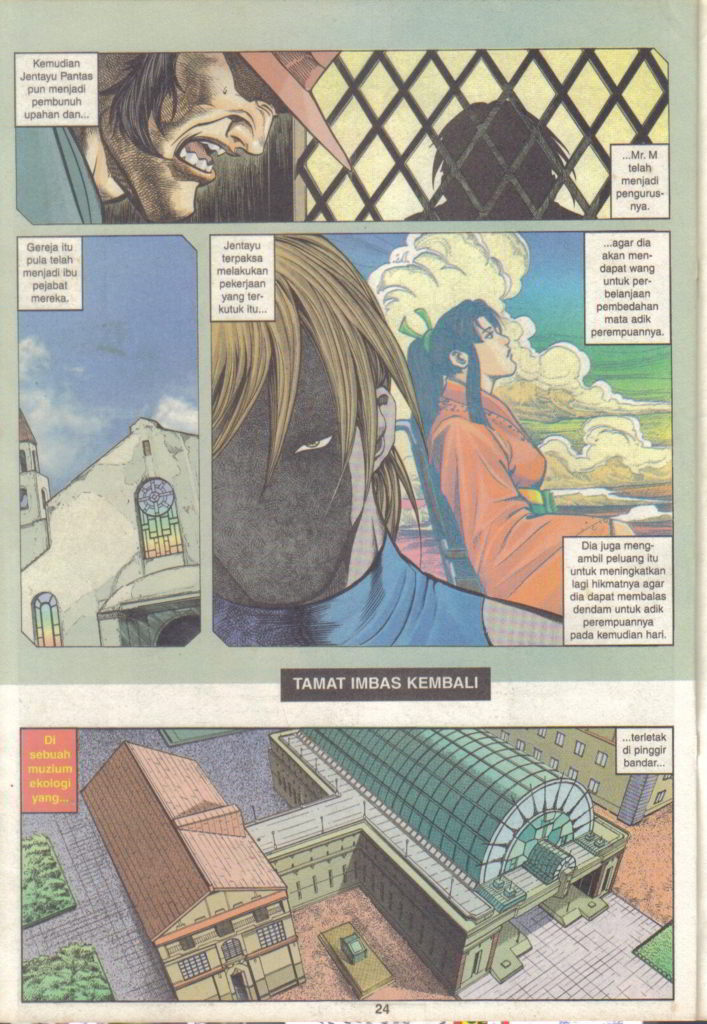 Kemudian
Jentayu Pantas
pun menjadi
pembunuh
upahan dan...
...Mr. M
telah
menjadi
pengurus-
nya.
Gereja itu
pula telah
menjadi ibu
pejabat
mereka.
Jentayu
terpaksa
melakukan
pekerjaan
yang ter-
kutuk itu...
...agar dia
akan men-
dapat wang
untuk per-
belanjaan
pembedahan
mata adik
perempuannya.
Dia juga meng-
ambil peluang itu
untuk meningkatkan
lagi hikmatnya agar
dia dapat membalas
dendam untuk adik
perempuannya
pada kemudian hari.
TAMAT IMBAS KEMBALI
Di
sebuah
muzium
ekologi
yang...
...terletak
di pinggir
bandar...
24